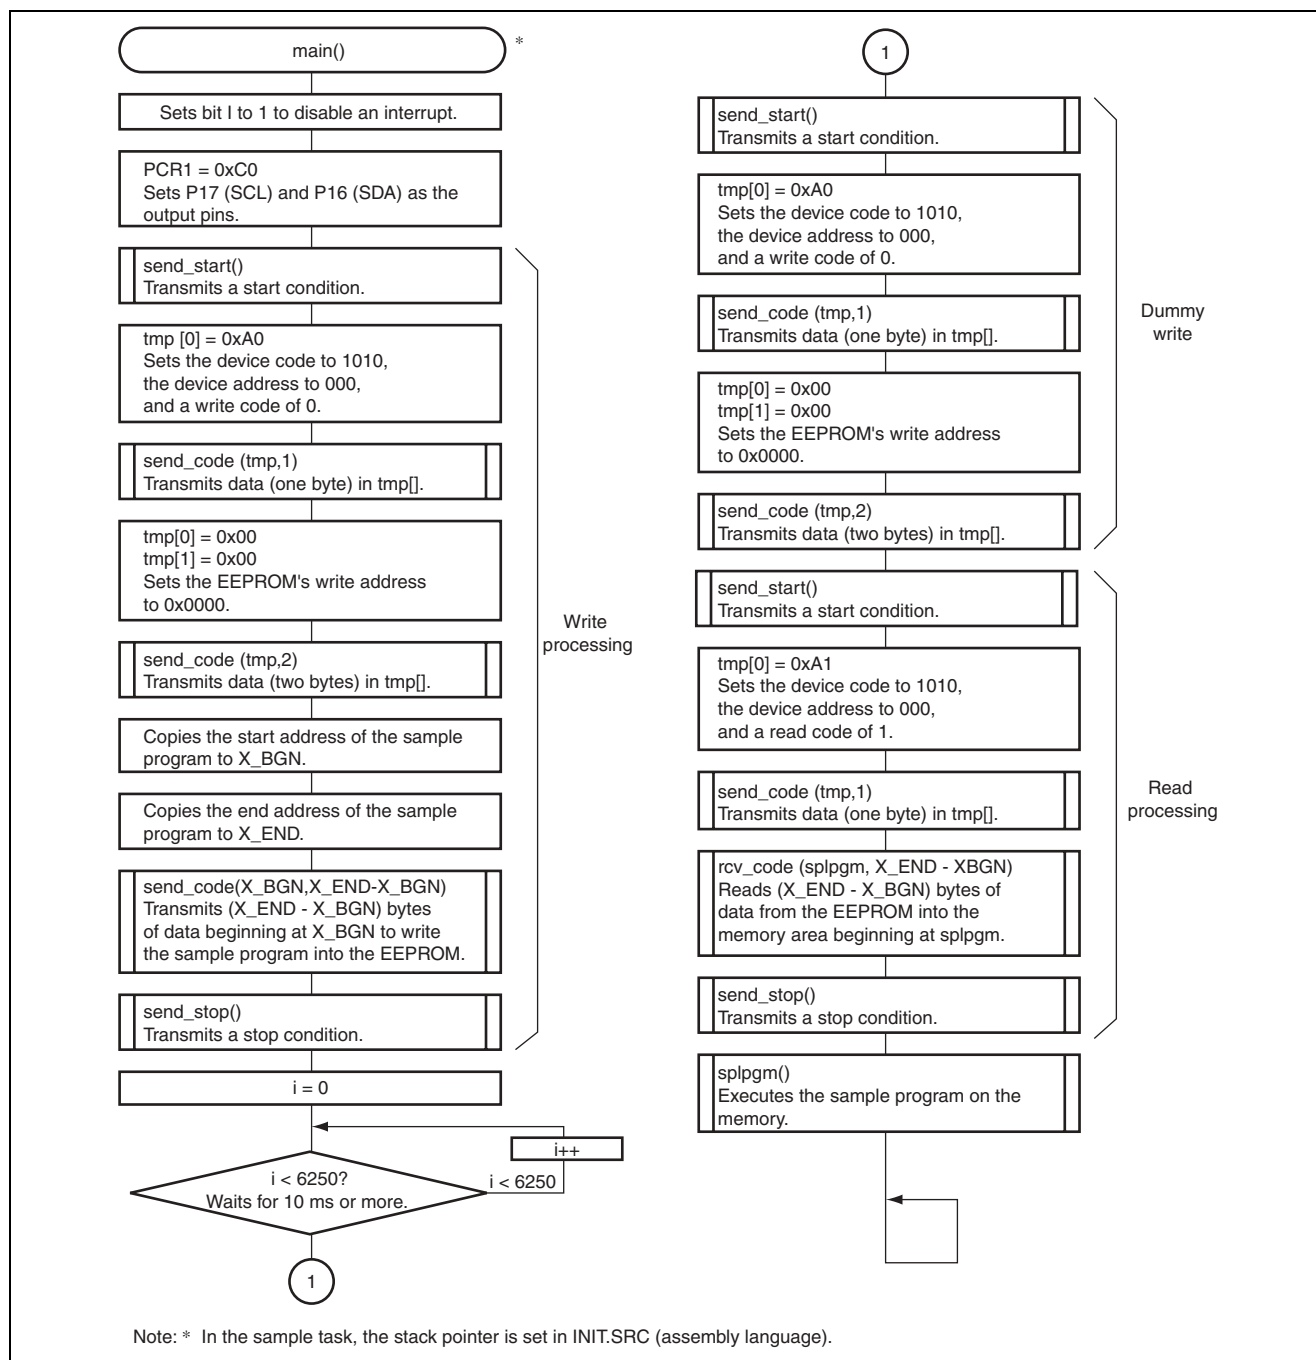 main()
*
Sets bit I to 1 to disable an interrupt.
PCR1 = 0xC0
Sets P17 (SCL) and P16 (SDA) as the
output pins.
send_start()
Transmits a start condition.
tmp [0] = 0xA0
Sets the device code to 1010,
the device address to 000,
and a write code of 0.
send_code (tmp,1)
Transmits data (one byte) in tmp[].
tmp[0] = 0x00
tmp[1] = 0x00
Sets the EEPROM's write address
to 0x0000.
send_code (tmp,2)
Transmits data (two bytes) in tmp[].
Copies the start address of the sample
program to X_BGN.
Copies the end address of the sample
program to X_END.
send_code(X_BGN,X_END-X_BGN)
Transmits (X_END - X_BGN) bytes
of data beginning at X_BGN to write
the sample program into the EEPROM.
send_stop()
Transmits a stop condition.
Write
processing
i = 0
i++
i < 6250?
Waits for 10 ms or more.
i < 6250
1
1
send_start()
Transmits a start condition.
tmp[0] = 0xA0
Sets the device code to 1010,
the device address to 000,
and a write code of 0.
send_code (tmp,1)
Transmits data (one byte) in tmp[].
tmp[0] = 0x00
tmp[1] = 0x00
Sets the EEPROM's write address
to 0x0000.
send_code (tmp,2)
Transmits data (two bytes) in tmp[].
Dummy
write
send_start()
Transmits a start condition.
tmp[0] = 0xA1
Sets the device code to 1010,
the device address to 000,
and a read code of 1.
send_code (tmp,1)
Transmits data (one byte) in tmp[].
rcv_code (splpgm, X_END - XBGN)
Reads (X_END - X_BGN) bytes of
data from the EEPROM into the
memory area beginning at splpgm.
send_stop()
Transmits a stop condition.
Read
processing
splpgm()
Executes the sample program on the
memory.
Note: * In the sample task, the stack pointer is set in INIT.SRC (assembly language).